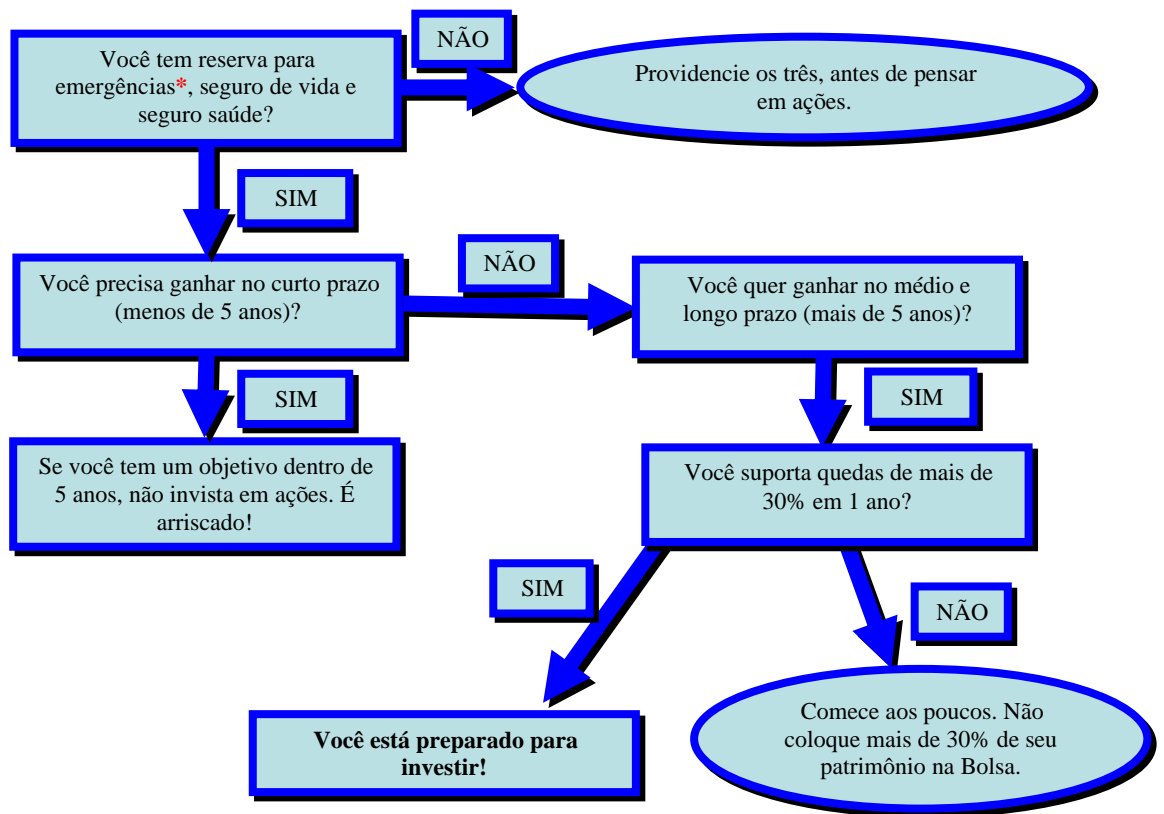 NÃO
Você tem reserva para
emergências*, seguro de vida e
seguro saúde?
Providencie os três, antes de pensar
em ações.
SIM
NÃO
Você precisa ganhar no curto prazo
(menos de 5 anos)?
Você quer ganhar no médio e
longo prazo (mais de 5 anos)?
SIM
SIM
Se você tem um objetivo dentro de
5 anos, não invista em ações. É
arriscado!
Você suporta quedas de mais de
30% em 1 ano?
SIM
NÃO
Você está preparado para
investir!
Comece aos poucos. Não
coloque mais de 30% de seu
patrimônio na Bolsa.